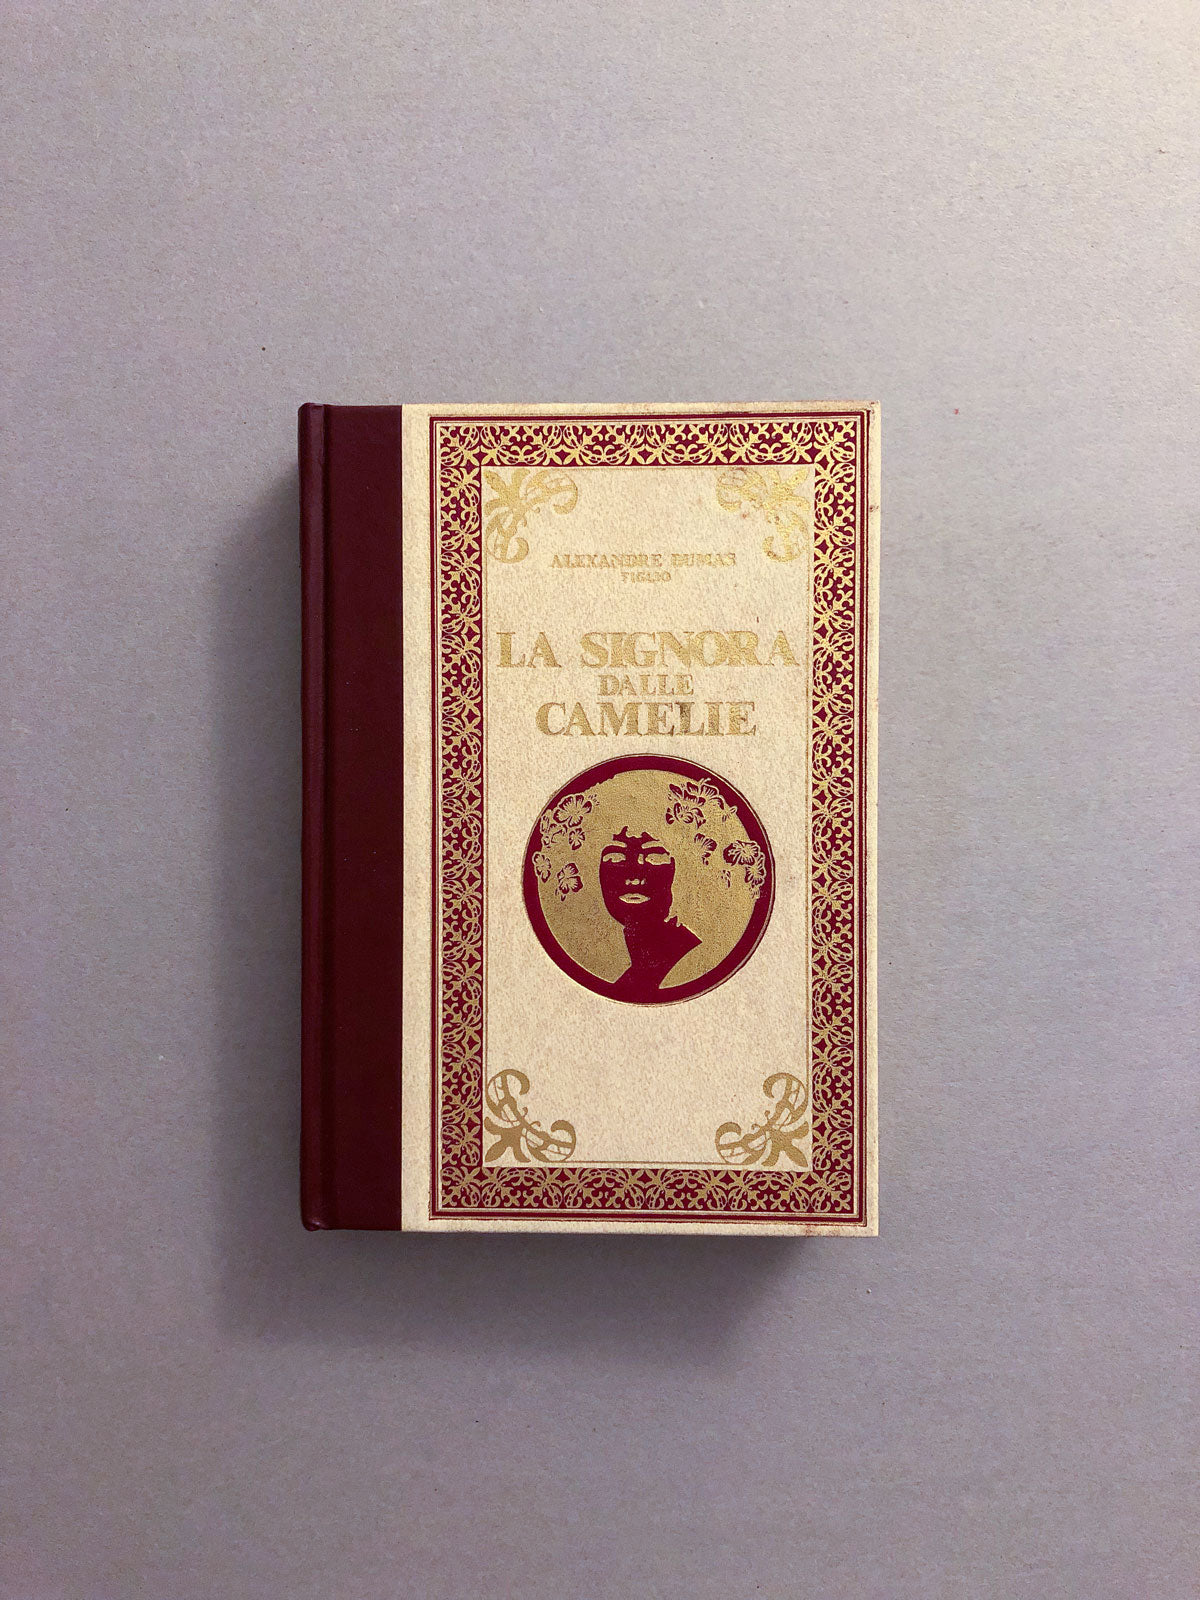 ALEXANDRE DUMAS
FIGLIO
LA SIGNORA
DALLE
CAMELIE